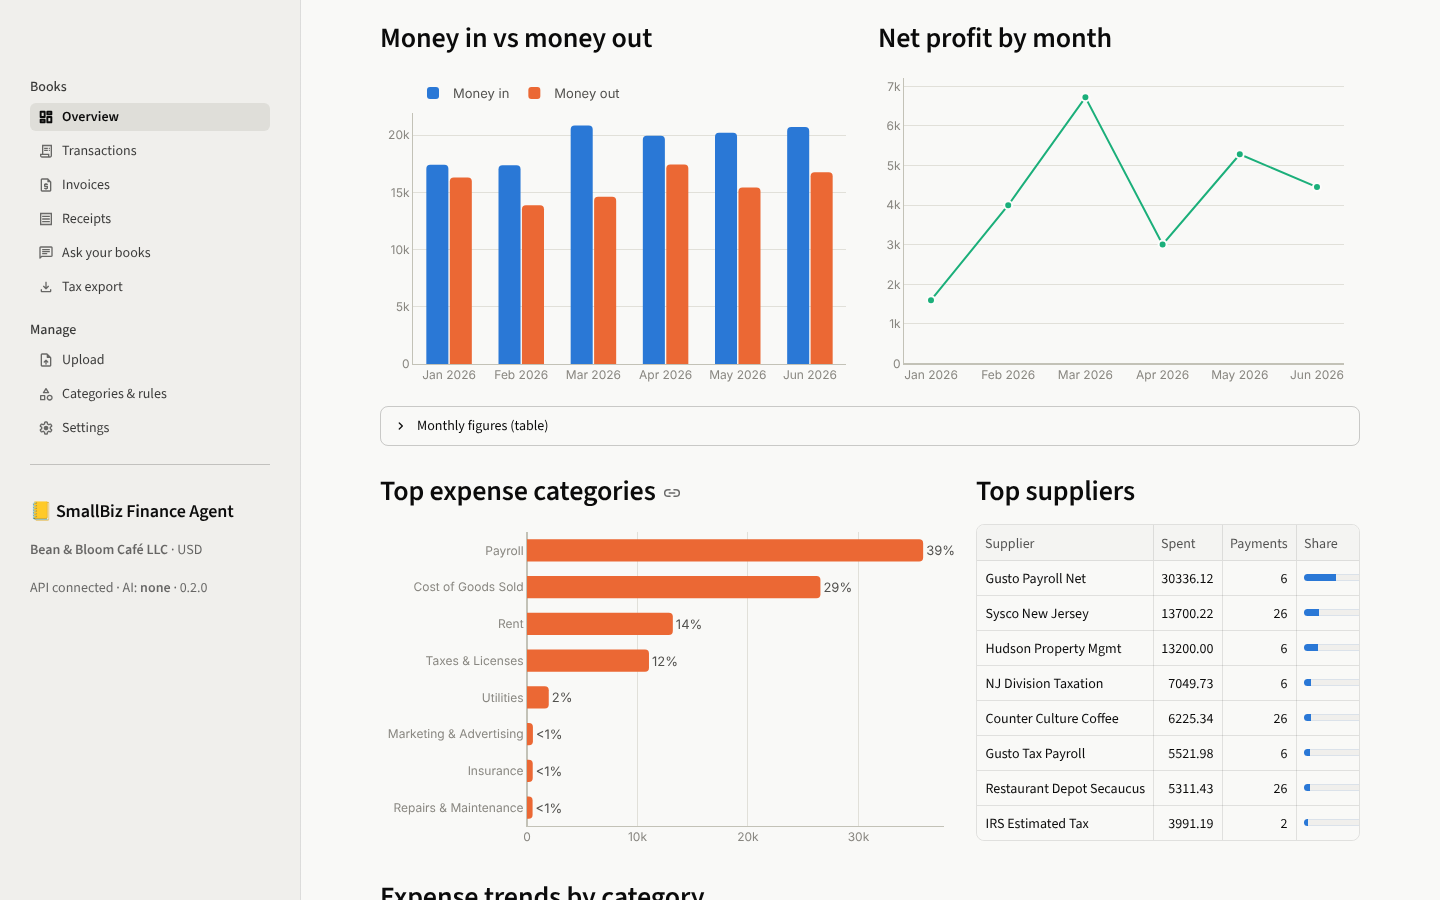 Books
Overview
Transactions
Invoices
Receipts
Ask your books
Tax export
Manage
Upload
Categories & rules
Settings
📒 SmallBiz Finance Agent
Bean & Bloom Café LLC · USD
API connected · AI: none · 0.2.0
Money in vs money out
Money in Money out
20k
15k
10k
5k
0
Jan 2026 Feb 2026 Mar 2026 Apr 2026 May 2026 Jun 2026
Net profit by month
7k
6k
5k
4k
3k
2k
1k
0
Jan 2026 Feb 2026 Mar 2026 Apr 2026 May 2026 Jun 2026
Monthly figures (table)
Top expense categories
Payroll 39%
Cost of Goods Sold 29%
Rent 14%
Taxes & Licenses 12%
Utilities 2%
Marketing & Advertising <1%
Insurance <1%
Repairs & Maintenance <1%
0 10k 20k 30k
Top suppliers
Supplier Spent Payments Share
Gusto Payroll Net 30336.12 6
Sysco New Jersey 13700.22 26
Hudson Property Mgmt 13200.00 6
NJ Division Taxation 7049.73 6
Counter Culture Coffee 6225.34 26
Gusto Tax Payroll 5521.98 6
Restaurant Depot Secaucus 5311.43 26
IRS Estimated Tax 3991.19 2
Expense trends by category